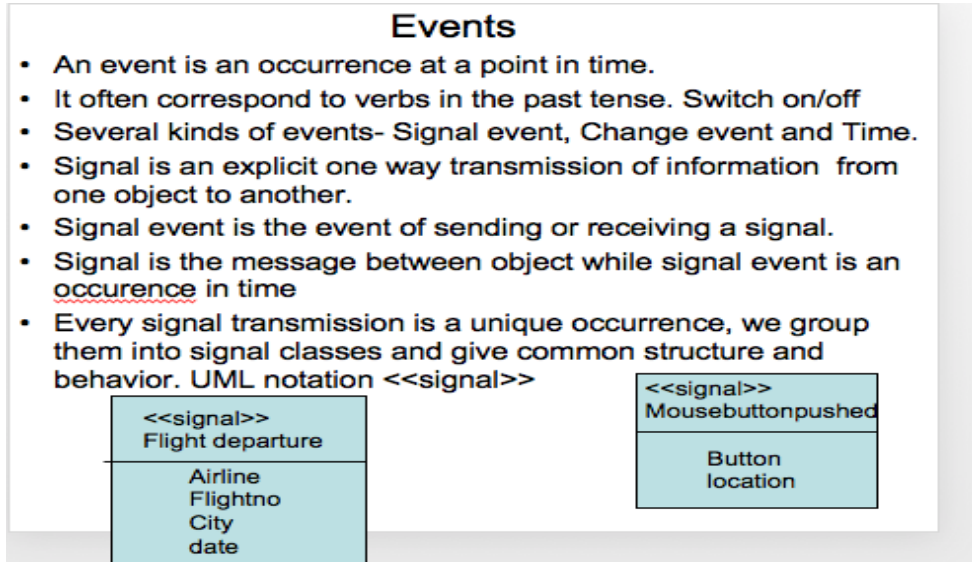 Events
• An event is an occurrence at a point in time.
• It often correspond to verbs in the past tense. Switch on/off
• Several kinds of events- Signal event, Change event and Time.
• Signal is an explicit one way transmission of information from
one object to another.
• Signal event is the event of sending or receiving a signal.
• Signal is the message between object while signal event is an
occurence in time
• Every signal transmission is a unique occurrence, we group
them into signal classes and give common structure and
behavior. UML notation <<signal>>
<<signal>>
Flight departure
Airline
Flightno
City
date
<<signal>>
Mousebuttonpushed
Button
location